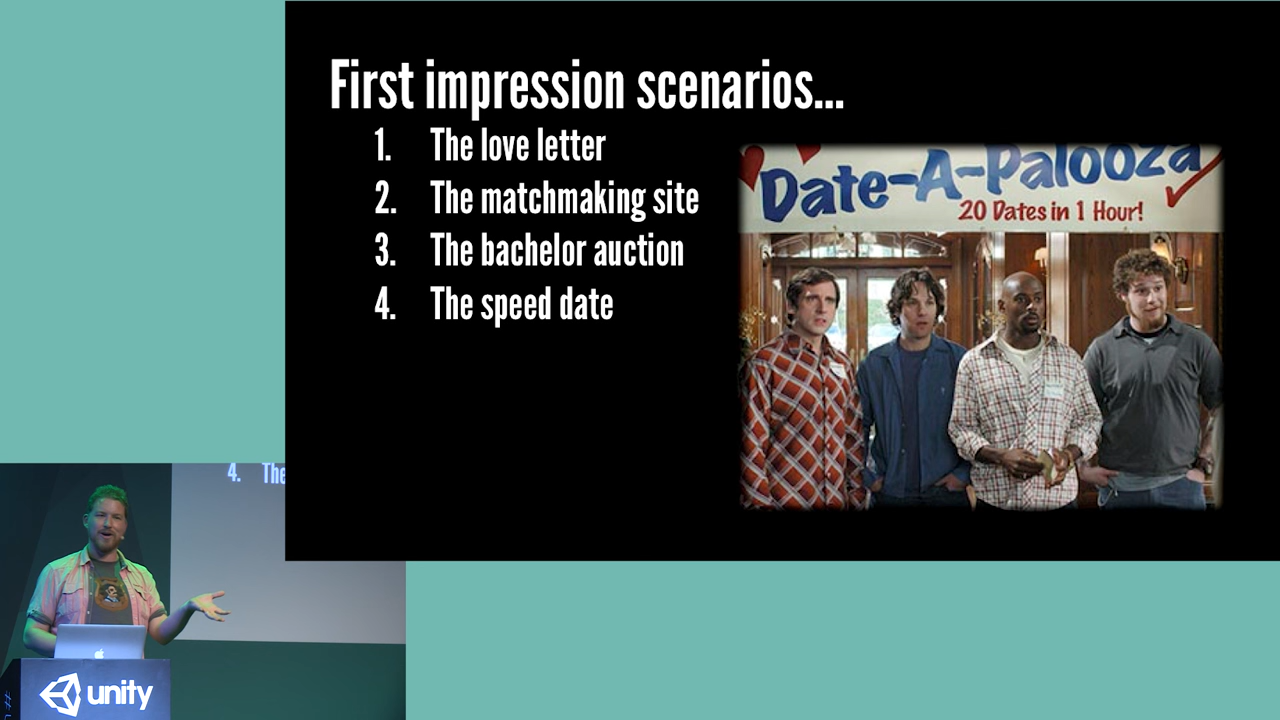 First impression scenarios...
1. The love letter
2. The matchmaking site
3. The bachelor auction
4. The speed date
Date-A-Palooza
20 Dates in 1 Hour!
4. The
unity